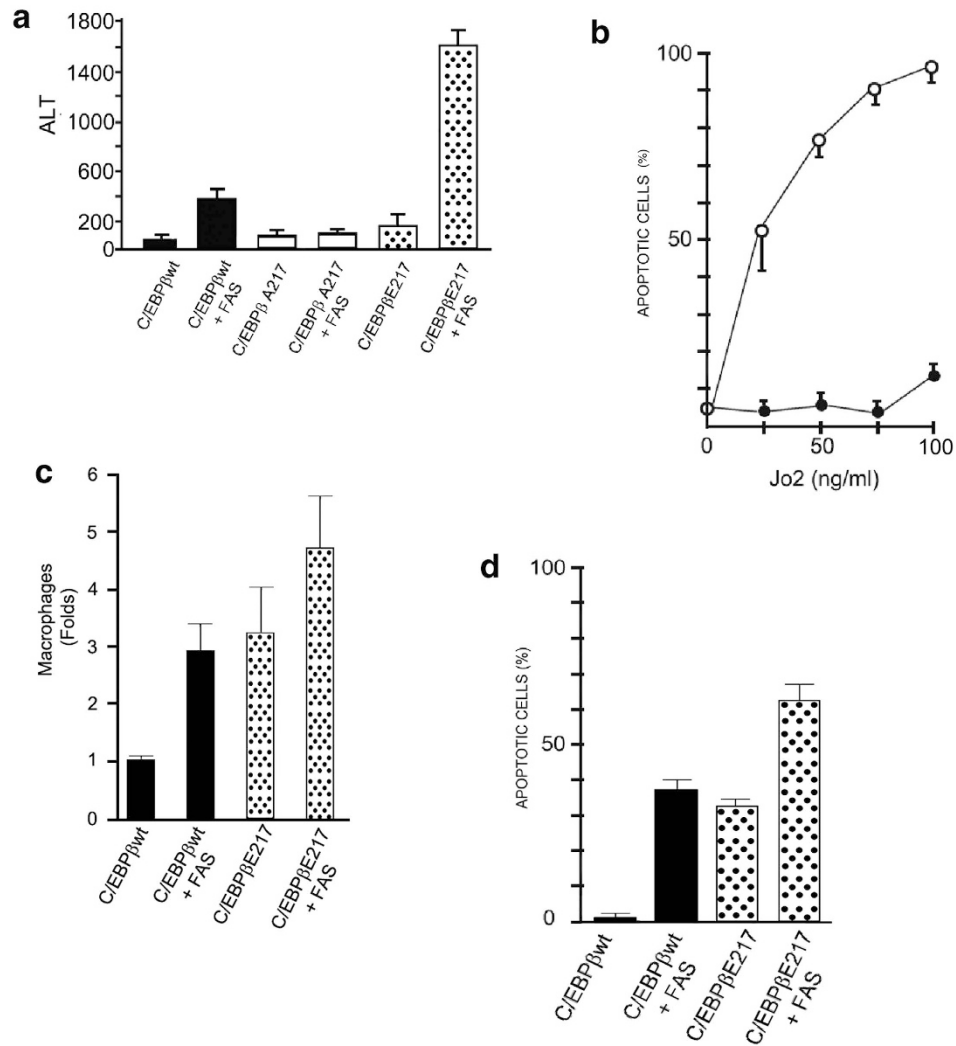 a
1800
1400
1000
600
200
0
ALT
C/EBPβwt
C/EBPβwt
+ FAS
C/EBPβ A217
C/EBPβ A217
+ FAS
C/EBPβE217
C/EBPβE217
+ FAS
b
100
50
APOPTOTIC CELLS (%)
0
50
100
Jo2 (ng/ml)
c
6
5
4
3
2
1
0
Macrophages
(Folds)
C/EBPβwt
C/EBPβwt
+ FAS
C/EBPβE217
C/EBPβE217
+ FAS
d
100
50
0
APOPTOTIC CELLS (%)
C/EBPβwt
C/EBPβwt
+ FAS
C/EBPβE217
C/EBPβE217
+ FAS